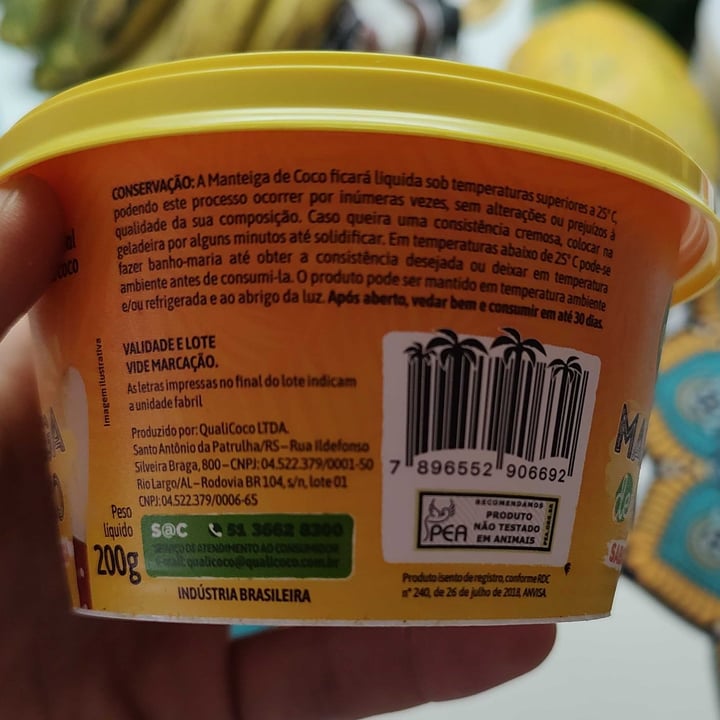 CONSERVAÇÃO: A Manteiga de Coco ficará líquida sob temperaturas superiores a 25° C,
podendo este processo ocorrer por inúmeras vezes, sem alterações ou prejuízos à
qualidade da sua composição. Caso queira uma consistência cremosa, colocar na
geladeira por alguns minutos até solidificar. Em temperaturas abaixo de 25° C pode-se
fazer banho-maria até obter a consistência desejada ou deixar em temperatura
ambiente antes de consumi-la. O produto pode ser mantido em temperatura ambiente
e/ou refrigerada e ao abrigo da luz. Após aberto, vedar bem e consumir em até 30 dias.
Imagem ilustrativa
VALIDADE E LOTE
VIDE MARCAÇÃO.
As letras impressas no final do lote indicam
a unidade fabril
Produzido por: QualiCoco LTDA.
Santo Antônio da Patrulha/RS – Rua Ildefonso
Silveira Braga, 800 – CNPJ: 04.522.379/0001-50
Rio Largo/AL – Rodovia BR 104, s/n, lote 01
CNPJ: 04.522.379/0006-65
Peso
líquido
200g
S@C 51 3662 8300
SERVIÇO DE ATENDIMENTO AO CONSUMIDOR
E-mail: qualicoco@qualicoco.com.br
INDÚSTRIA BRASILEIRA
7 896552 906692
PEA
RECOMENDAMOS
PRODUTO
NÃO TESTADO
EM ANIMAIS
Produto isento de registro, conforme RDC
n° 240, de 26 de julho de 2018, ANVISA.
coco